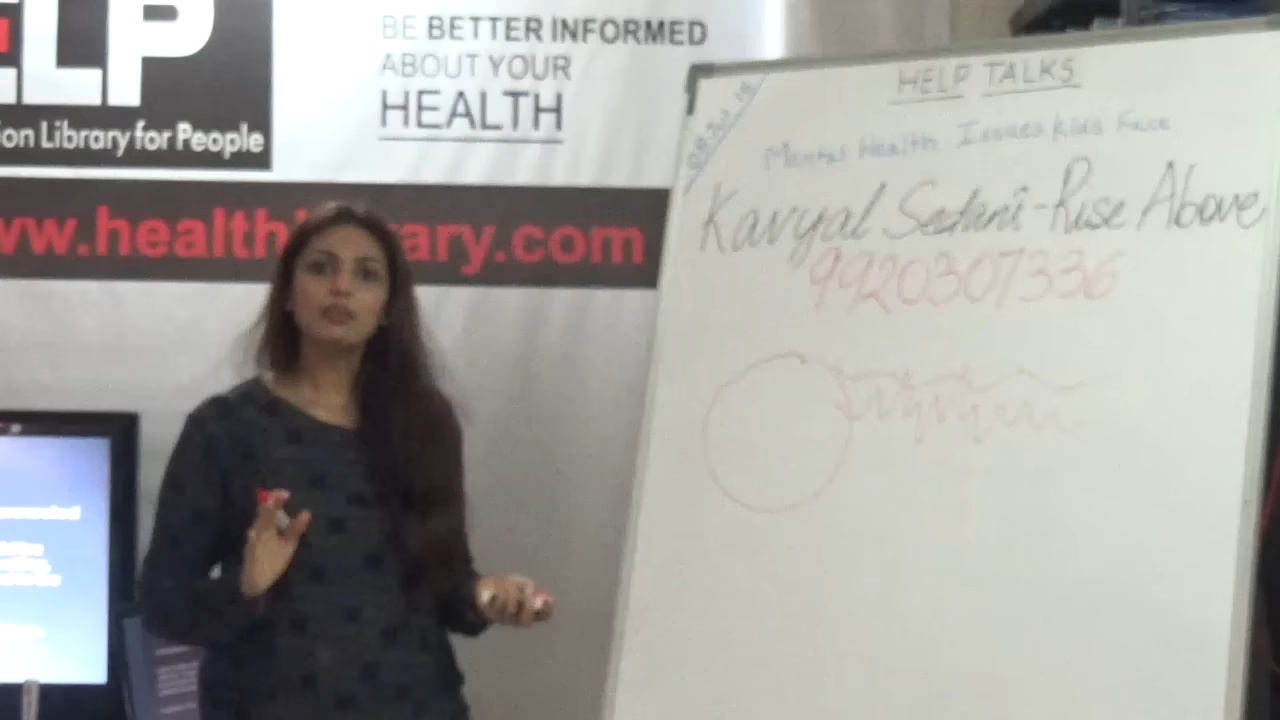 ELP
ion Library for People
BE BETTER INFORMED
ABOUT YOUR
HEALTH
ww.health rary.com
HELP TALKS
Mental Health Issues Kids Face
Kavyal Sedani - Rise Above
9920307336